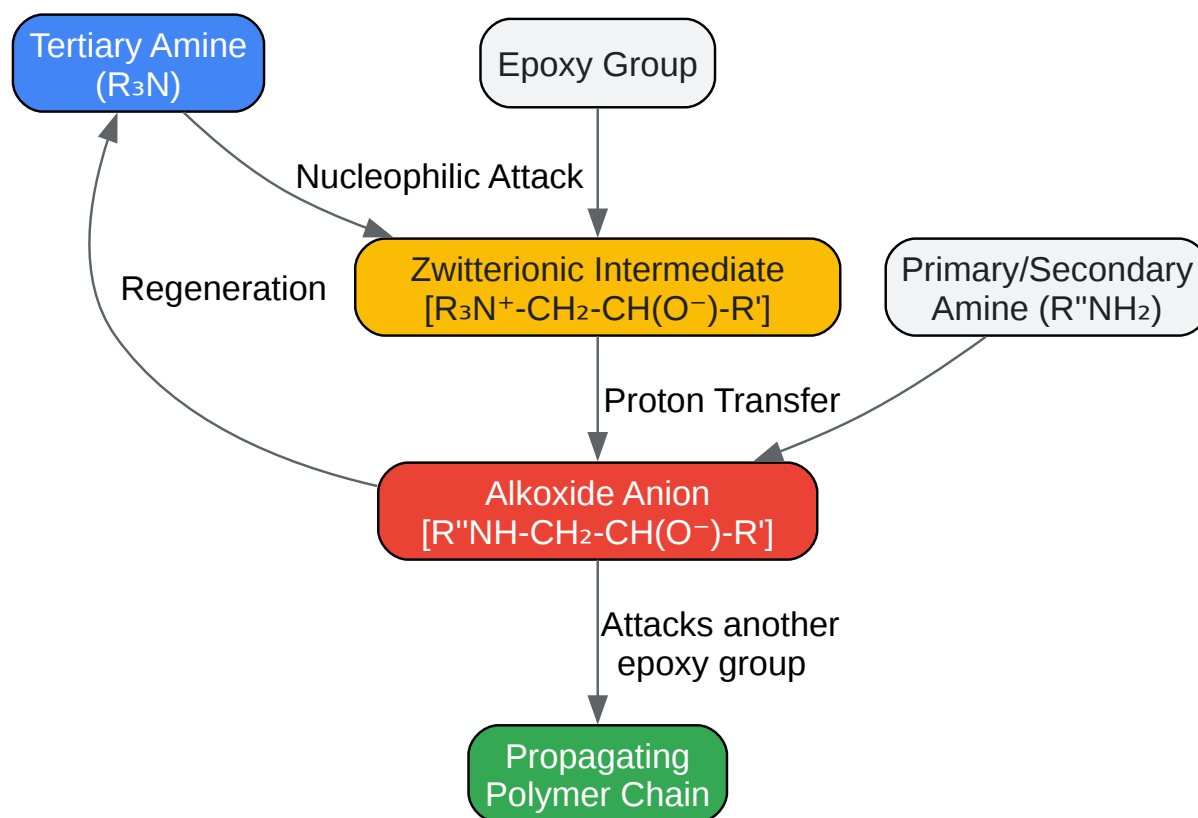 Tertiary Amine
(R₃N)
Epoxy Group
Nucleophilic Attack
Regeneration
Zwitterionic Intermediate
[R₃N⁺-CH₂-CH(O⁻)-R']
Primary/Secondary
Amine (R"NH₂)
Proton Transfer
Alkoxide Anion
[R"NH-CH₂-CH(O⁻)-R']
Attacks another
epoxy group
Propagating
Polymer Chain